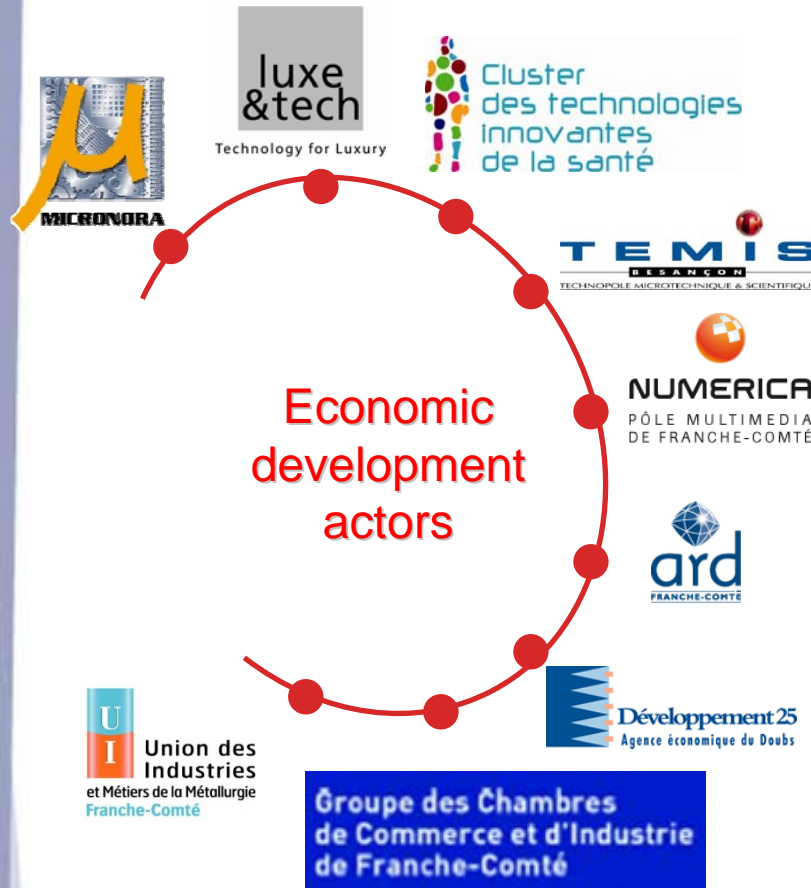 luxe
&tech
Technology for Luxury
Cluster
des technologies
innovantes
de la santé
µ
MICRONORA
TEMIS
BESANÇON
TECHNOPOLE MICROTECHNIQUE & SCIENTIFIQU
NUMERICA
PÔLE MULTIMEDIA
DE FRANCHE-COMTÉ
Economic
development
actors
ard
FRANCHE-COMTÉ
Développement 25
Agence économique du Doubs
U
I
Union des
Industries
et Métiers de la Métallurgie
Franche-Comté
Groupe des Chambres
de Commerce et d'Industrie
de Franche-Comté